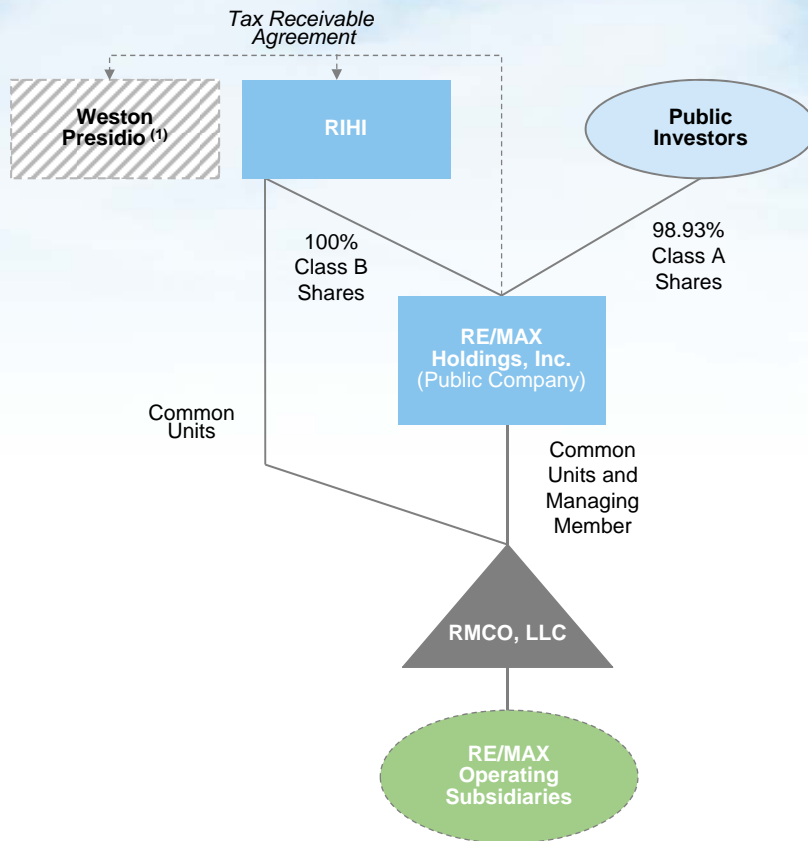 Tax Receivable
Agreement
Weston
Presidio (1)
RIHI
Public
Investors
100%
Class B
Shares
98.93%
Class A
Shares
RE/MAX
Holdings, Inc.
(Public Company)
Common
Units
Common
Units and
Managing
Member
RMCO, LLC
RE/MAX
Operating
Subsidiaries